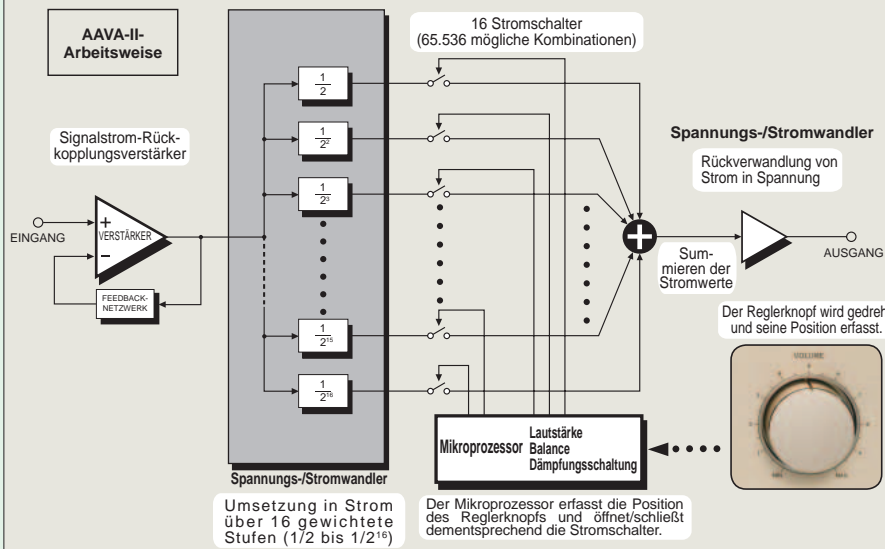 AAVA-II-
Arbeitsweise
16 Stromschalter
(65.536 mögliche Kombinationen)
Signalstrom-Rück-
kopplungsverstärker
Spannungs-/Stromwandler
Rückverwandlung von
Strom in Spannung
1/2
1/2²
1/2³
EINGANG
+
VERSTÄRKER
−
FEEDBACK-
NETZWERK
+
AUSGANG
Sum-
mieren der
Stromwerte
Der Reglerknopf wird gedreh
und seine Position erfasst.
1/2¹⁵
1/2¹⁶
VOLUME
Mikroprozessor
Lautstärke
Balance
Dämpfungsschaltung
Spannungs-/Stromwandler
Umsetzung in Strom
über 16 gewichtete
Stufen (1/2 bis 1/2¹⁶)
Der Mikroprozessor erfasst die Position
des Reglerknopfs und öffnet/schließt
dementsprechend die Stromschalter.